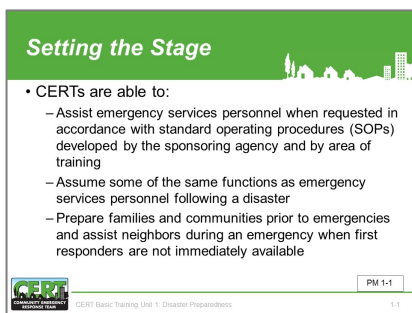 Setting the Stage
• CERTs are able to:
– Assist emergency services personnel when requested in
accordance with standard operating procedures (SOPs)
developed by the sponsoring agency and by area of
training
– Assume some of the same functions as emergency
services personnel following a disaster
– Prepare families and communities prior to emergencies
and assist neighbors during an emergency when first
responders are not immediately available
PM 1-1
CERT
COMMUNITY EMERGENCY
RESPONSE TEAM
CERT Basic Training Unit 1: Disaster Preparedness
1-1